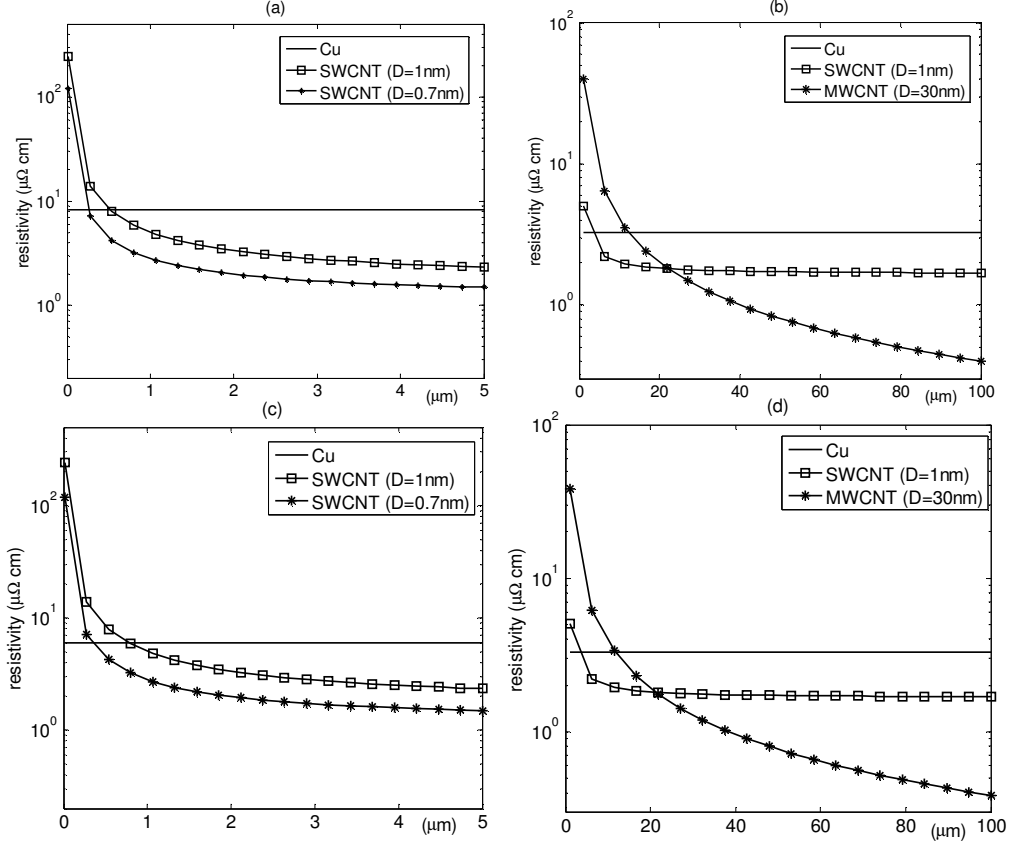 (a)
resistivity (μΩ cm]
10^2
10^1
10^0
Cu
SWCNT (D=1nm)
SWCNT (D=0.7nm)
0 1 2 3 4 5
(μm)
(b)
resistivity (μΩ cm)
10^2
10^1
10^0
Cu
SWCNT (D=1nm)
MWCNT (D=30nm)
0 20 40 60 80 100
(μm)
(c)
resistivity (μΩ cm)
10^2
10^1
10^0
Cu
SWCNT (D=1nm)
SWCNT (D=0.7nm)
0 1 2 3 4 5
(μm)
(d)
resistivity (μΩ cm)
10^2
10^1
10^0
Cu
SWCNT (D=1nm)
MWCNT (D=30nm)
0 20 40 60 80 100
(μm)